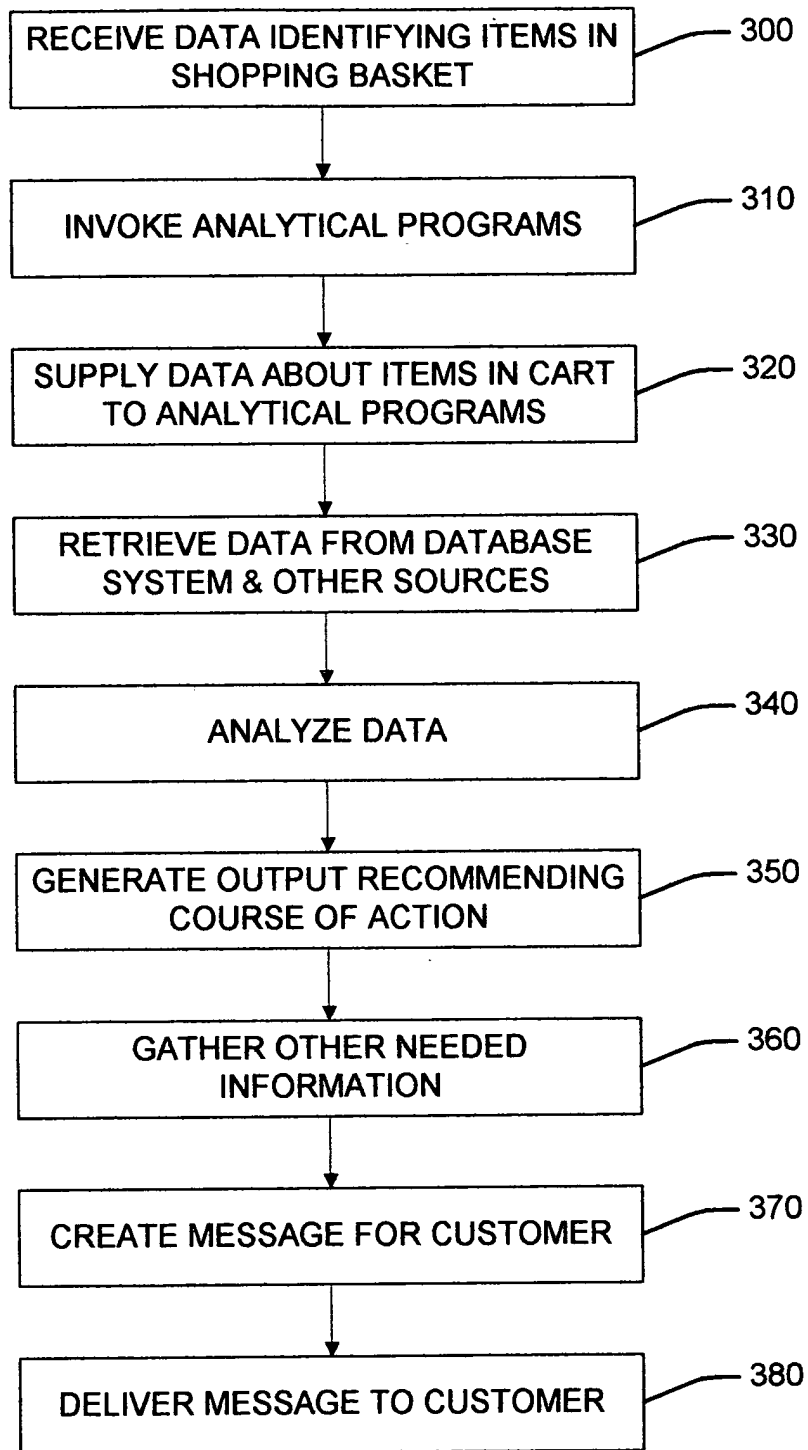 RECEIVE DATA IDENTIFYING ITEMS IN
SHOPPING BASKET
300
INVOKE ANALYTICAL PROGRAMS
310
SUPPLY DATA ABOUT ITEMS IN CART
TO ANALYTICAL PROGRAMS
320
RETRIEVE DATA FROM DATABASE
SYSTEM & OTHER SOURCES
330
ANALYZE DATA
340
GENERATE OUTPUT RECOMMENDING
COURSE OF ACTION
350
GATHER OTHER NEEDED
INFORMATION
360
CREATE MESSAGE FOR CUSTOMER
370
DELIVER MESSAGE TO CUSTOMER
380